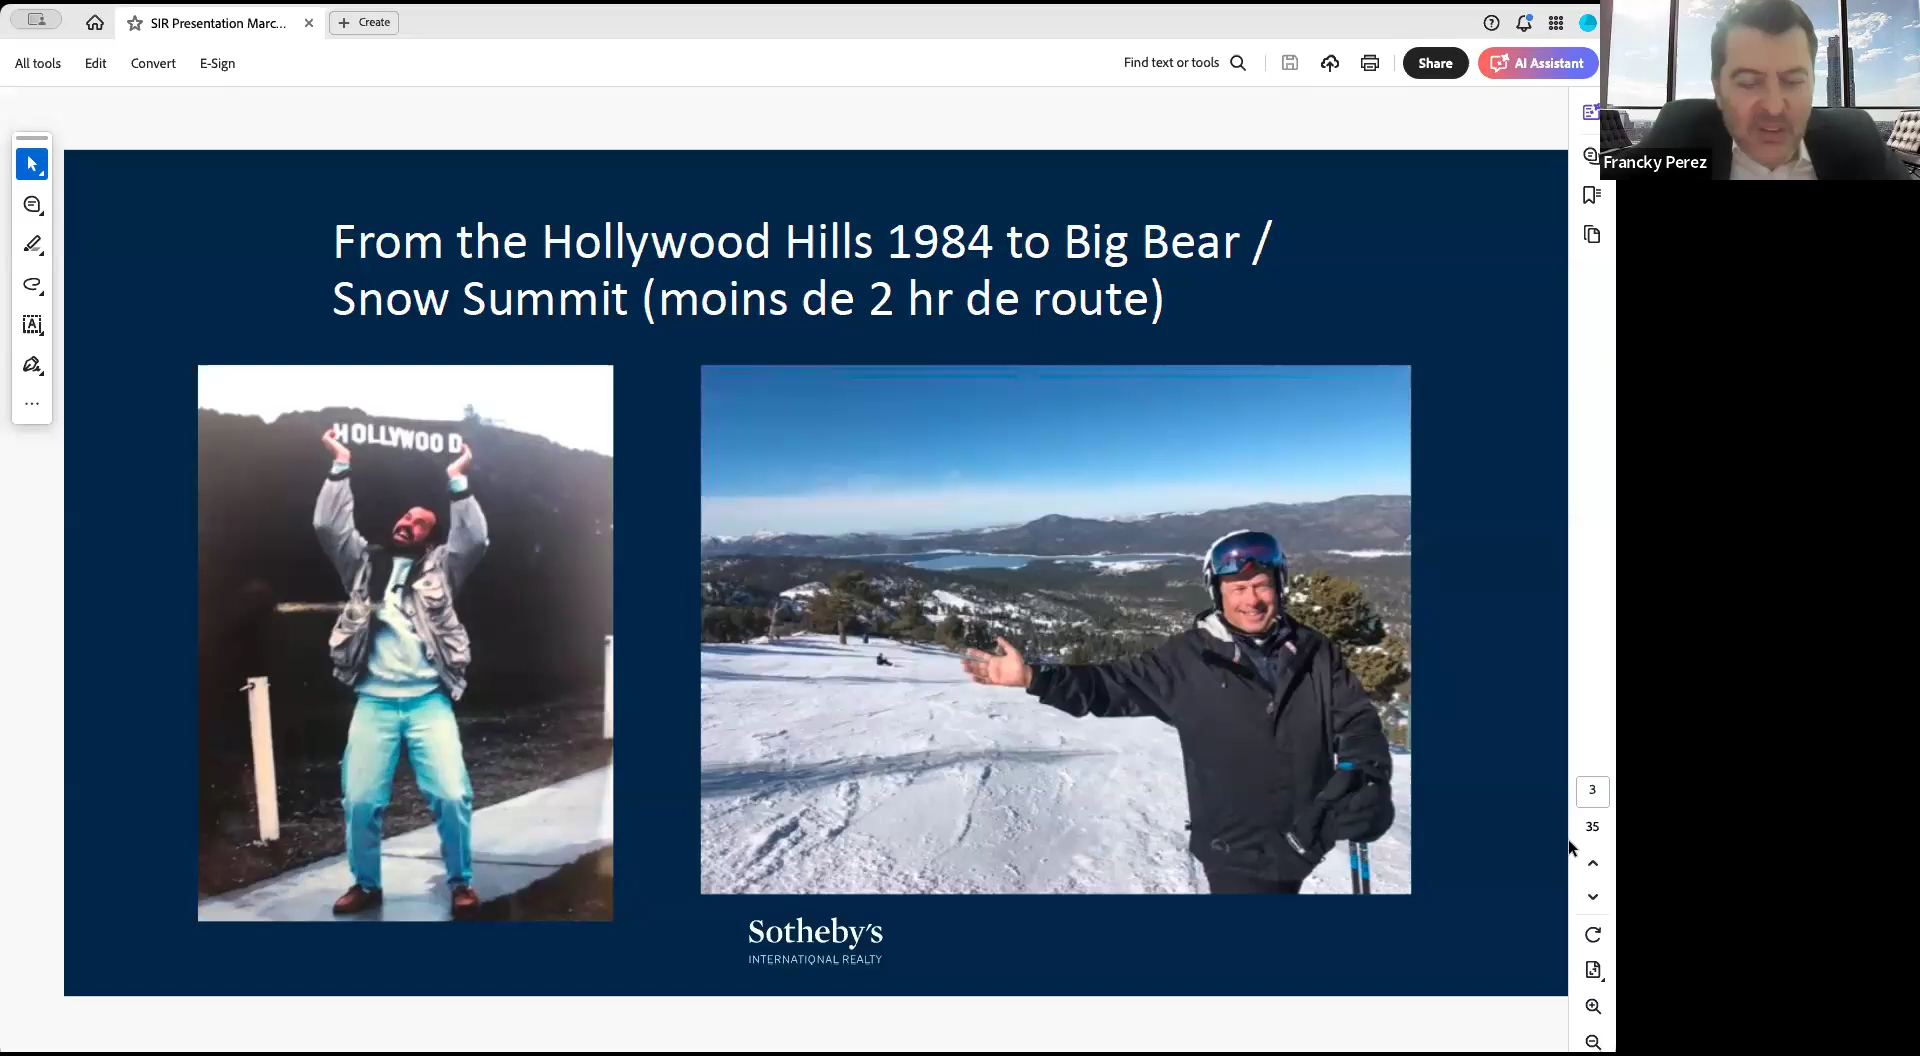 SIR Presentation Marc...
Create
All tools
Edit
Convert
E-Sign
Find text or tools
Share
AI Assistant
Francky Perez
From the Hollywood Hills 1984 to Big Bear /
Snow Summit (moins de 2 hr de route)
HOLLYWOOD
3
35
Sotheby's
INTERNATIONAL REALTY